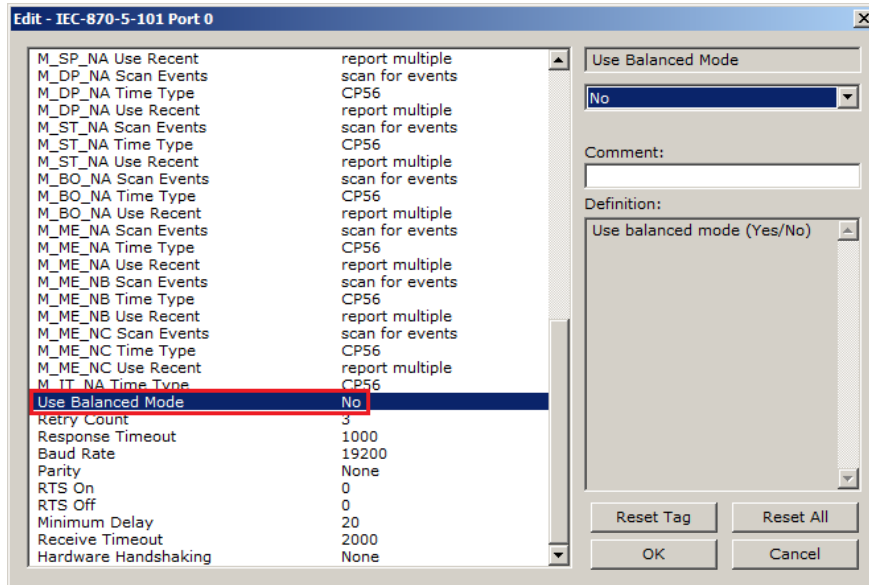 Edit - IEC-870-5-101 Port 0
M_SP_NA Use Recent report multiple
M_DP_NA Scan Events scan for events
M_DP_NA Time Type CP56
M_DP_NA Use Recent report multiple
M_ST_NA Scan Events scan for events
M_ST_NA Time Type CP56
M_ST_NA Use Recent report multiple
M_BO_NA Scan Events scan for events
M_BO_NA Time Type CP56
M_BO_NA Use Recent report multiple
M_ME_NA Scan Events scan for events
M_ME_NA Time Type CP56
M_ME_NA Use Recent report multiple
M_ME_NB Scan Events scan for events
M_ME_NB Time Type CP56
M_ME_NB Use Recent report multiple
M_ME_NC Scan Events scan for events
M_ME_NC Time Type CP56
M_ME_NC Use Recent report multiple
M_IT_NA Time Type CP56
Use Balanced Mode No
Retry Count 3
Response Timeout 1000
Baud Rate 19200
Parity None
RTS On 0
RTS Off 0
Minimum Delay 20
Receive Timeout 2000
Hardware Handshaking None
Use Balanced Mode
No
Comment:
Definition:
Use balanced mode (Yes/No)
Reset Tag Reset All
OK Cancel